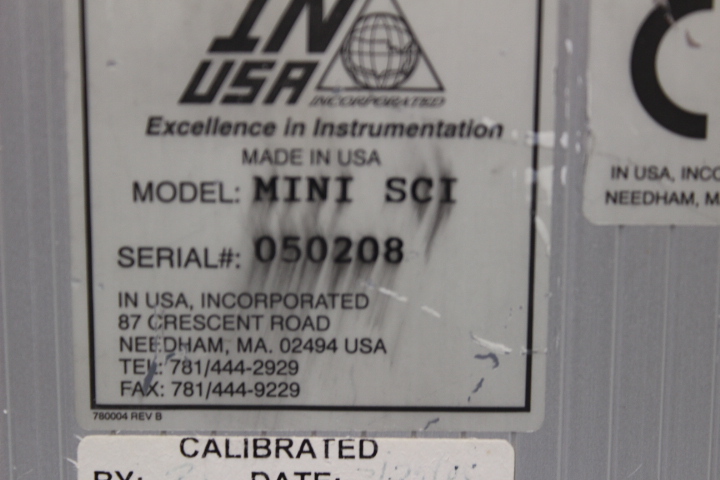 IN
USA
INCORPORATED
Excellence in Instrumentation
MADE IN USA
MODEL: MINI SCI
SERIAL#: 050208
IN USA, INCORPORATED
87 CRESCENT ROAD
NEEDHAM, MA. 02494 USA
TEL: 781/444-2929
FAX: 781/444-9229
780004 REV B
IN USA, INCO
NEEDHAM, M
CALIBRATED
BY: DATE: